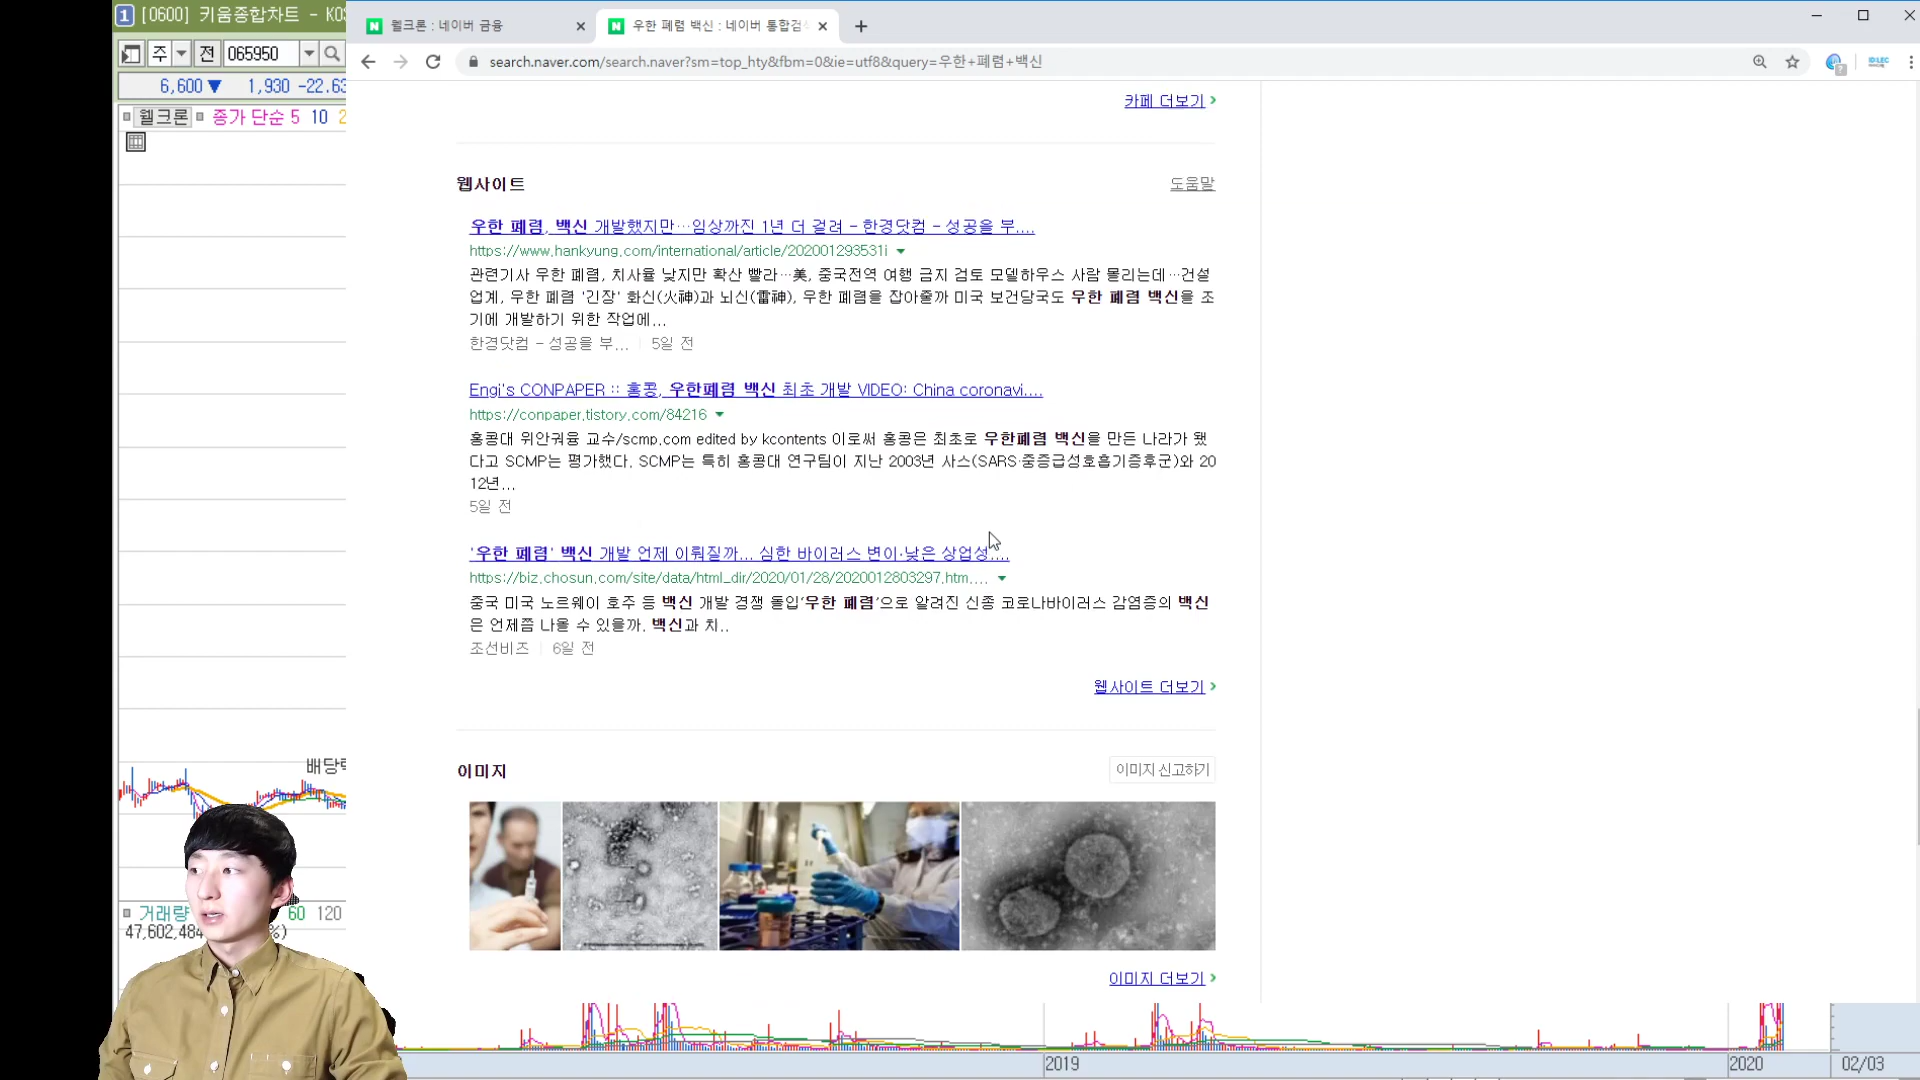 1 [0600] 키움종합차트 - KOS
주 전 065950
6,600 ▼ 1,930 -22.63
웰크론 종가 단순 5 10 2
배당락
거래량 60 120
47,602,484 %)
웰크론 : 네이버 금융
우한 폐렴 백신 : 네이버 통합검색
search.naver.com/search.naver?sm=top_hty&fbm=0&ie=utf8&query=우한+폐렴+백신
카페 더보기
웹사이트
도움말
우한 폐렴, 백신 개발했지만…임상까진 1년 더 걸려 - 한경닷컴 - 성공을 부....
https://www.hankyung.com/international/article/202001293531i
관련기사 우한 폐렴, 치사율 낮지만 확산 빨라…美, 중국전역 여행 금지 검토 모델하우스 사람 몰리는데…건설
업계, 우한 폐렴 '긴장' 화신(火神)과 뇌신(雷神), 우한 폐렴을 잡아줄까 미국 보건당국도 우한 폐렴 백신을 조
기에 개발하기 위한 작업에...
한경닷컴 - 성공을 부... 5일 전
Engi's CONPAPER :: 홍콩, 우한폐렴 백신 최초 개발 VIDEO: China coronavi....
https://conpaper.tistory.com/84216
홍콩대 위안궈융 교수/scmp.com edited by kcontents 이로써 홍콩은 최초로 우한폐렴 백신을 만든 나라가 됐
다고 SCMP는 평가했다. SCMP는 특히 홍콩대 연구팀이 지난 2003년 사스(SARS·중증급성호흡기증후군)와 20
12년...
5일 전
'우한 폐렴' 백신 개발 언제 이뤄질까... 심한 바이러스 변이·낮은 상업성....
https://biz.chosun.com/site/data/html_dir/2020/01/28/2020012803297.htm....
중국 미국 노르웨이 호주 등 백신 개발 경쟁 돌입'우한 폐렴'으로 알려진 신종 코로나바이러스 감염증의 백신
은 언제쯤 나올 수 있을까. 백신과 치..
조선비즈 6일 전
웹사이트 더보기
이미지
이미지 신고하기
이미지 더보기
2019 2020 02/03